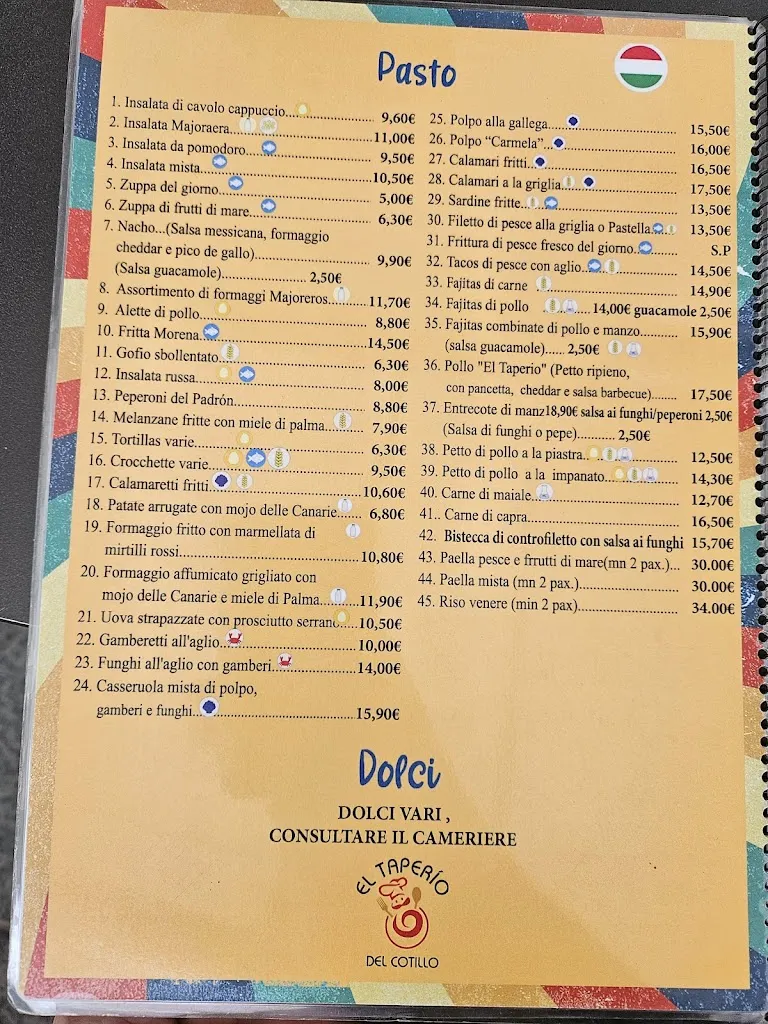 Pasto
1. Insalata di cavolo cappuccio............ 9,60€
2. Insalata Majoraera............ 11,00€
3. Insalata da pomodoro............ 9,50€
4. Insalata mista............ 10,50€
5. Zuppa del giorno............ 5,00€
6. Zuppa di frutti di mare............ 6,30€
7. Nacho...(Salsa messicana, formaggio
cheddar e pico de gallo)............ 9,90€
(Salsa guacamole)............ 2,50€
8. Assortimento di formaggi Majoreros............ 11,70€
9. Alette di pollo............ 8,80€
10. Fritta Morena............ 14,50€
11. Gofio sbollentato............ 6,30€
12. Insalata russa............ 8,00€
13. Peperoni del Padrón............ 8,80€
14. Melanzane fritte con miele di palma............ 7,90€
15. Tortillas varie............ 6,30€
16. Crocchette varie............ 9,50€
17. Calamaretti fritti............ 10,60€
18. Patate arrugate con mojo delle Canarie............ 6,80€
19. Formaggio fritto con marmellata di
mirtilli rossi............ 10,80€
20. Formaggio affumicato grigliato con
mojo delle Canarie e miele di Palma............ 11,90€
21. Uova strapazzate con prosciutto serrano............ 10,50€
22. Gamberetti all'aglio............ 10,00€
23. Funghi all'aglio con gamberi............ 14,00€
24. Casseruola mista di polpo,
gamberi e funghi............ 15,90€
25. Polpo alla gallega............ 15,50€
26. Polpo “Carmela”............ 16,00€
27. Calamari fritti............ 16,50€
28. Calamari a la griglia............ 17,50€
29. Sardine fritte............ 13,50€
30. Filetto di pesce alla griglia o Pastella............ 13,50€
31. Frittura di pesce fresco del giorno............ S.P
32. Tacos di pesce con aglio............ 14,50€
33. Fajitas di carne 14,90€
34. Fajitas di pollo ..... 14,00€ guacamole 2,50€
35. Fajitas combinate di pollo e manzo......... 15,90€
(salsa guacamole)...... 2,50€
36. Pollo "El Taperio" (Petto ripieno,
con pancetta, cheddar e salsa barbecue)....... 17,50€
37. Entrecote di manz18,90€ salsa ai funghi/peperoni 2,50€
(Salsa di funghi o pepe)............ 2,50€
38. Petto di pollo a la piastra............ 12,50€
39. Petto di pollo a la impanato............ 14,30€
40. Carne di maiale............ 12,70€
41.. Carne di capra............ 16,50€
42. Bistecca di controfiletto con salsa ai funghi 15,70€
43. Paella pesce e frrutti di mare(mn 2 pax.)... 30.00€
44. Paella mista (mn 2 pax.)............ 30.00€
45. Riso venere (min 2 pax)............ 34.00€
Dolci
DOLCI VARI ,
CONSULTARE IL CAMERIERE
EL TAPERÍO
DEL COTILLO